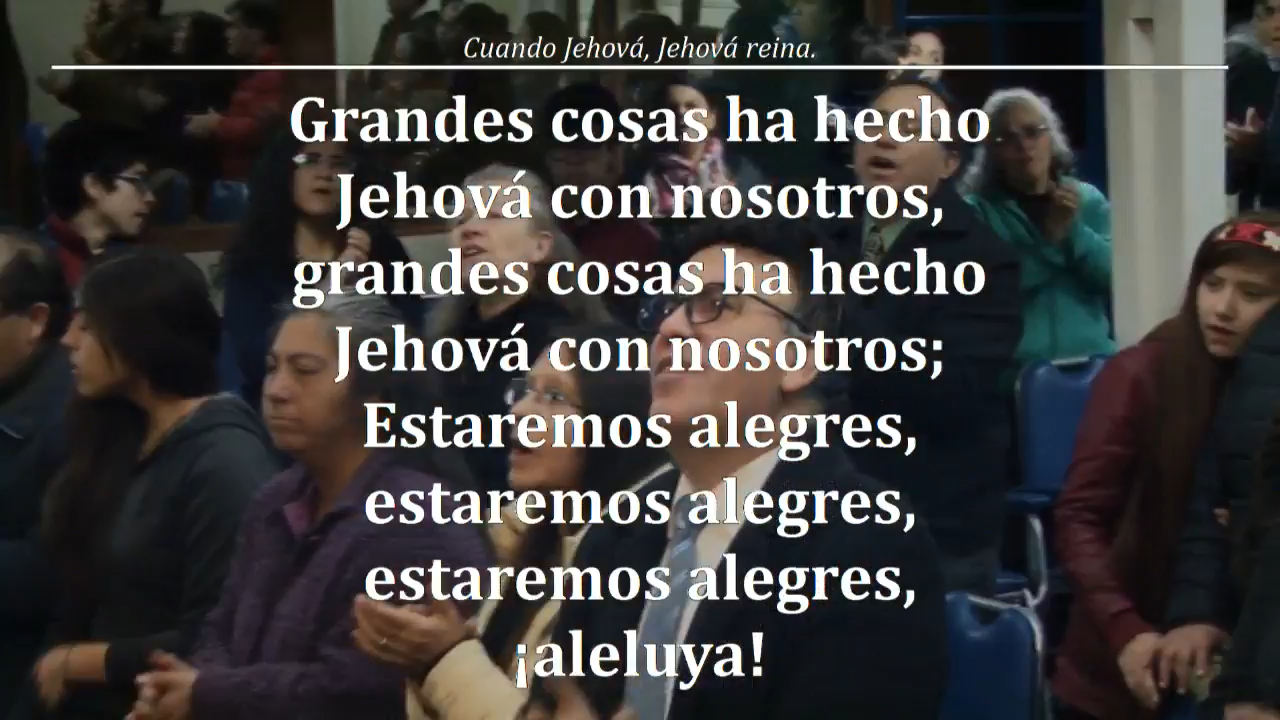 Cuando Jehová, Jehová reina.
Grandes cosas ha hecho
Jehová con nosotros,
grandes cosas ha hecho
Jehová con nosotros;
Estaremos alegres,
estaremos alegres,
estaremos alegres,
¡aleluya!